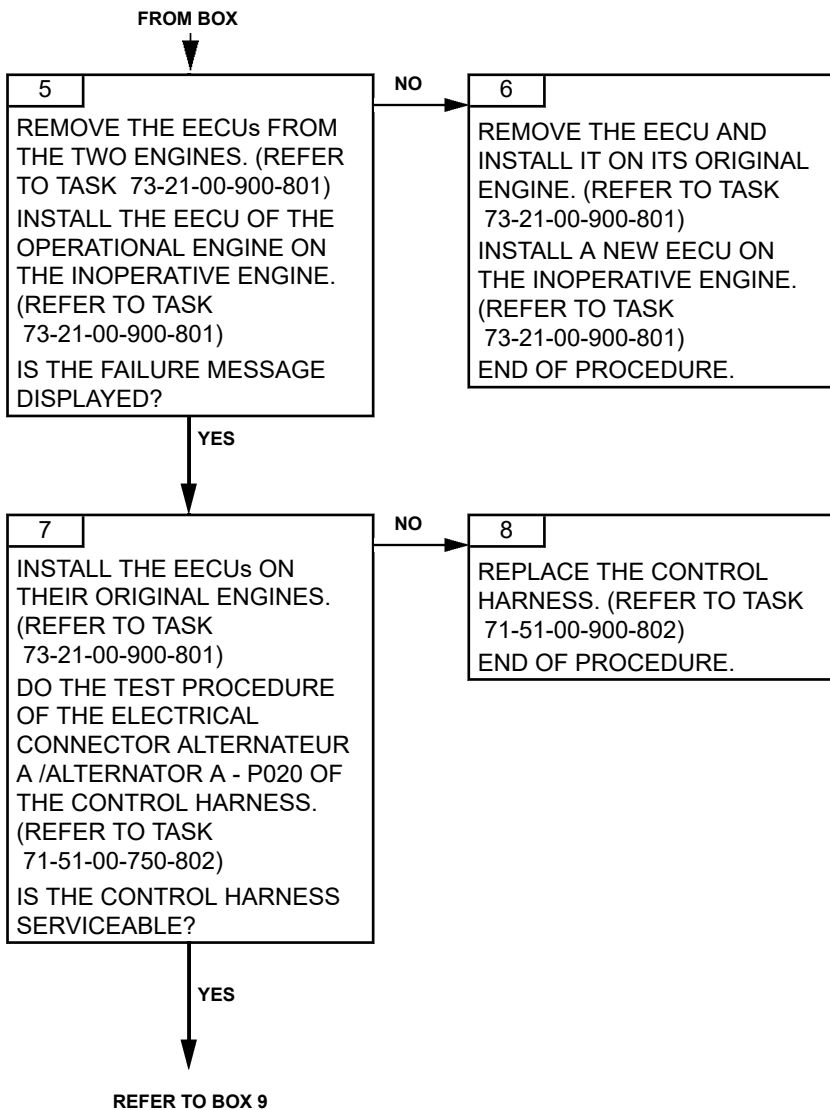 FROM BOX
5
REMOVE THE EECUs FROM
THE TWO ENGINES. (REFER
TO TASK 73-21-00-900-801)
INSTALL THE EECU OF THE
OPERATIONAL ENGINE ON
THE INOPERATIVE ENGINE.
(REFER TO TASK
73-21-00-900-801)
IS THE FAILURE MESSAGE
DISPLAYED?
NO
6
REMOVE THE EECU AND
INSTALL IT ON ITS ORIGINAL
ENGINE. (REFER TO TASK
73-21-00-900-801)
INSTALL A NEW EECU ON
THE INOPERATIVE ENGINE.
(REFER TO TASK
73-21-00-900-801)
END OF PROCEDURE.
YES
7
INSTALL THE EECUs ON
THEIR ORIGINAL ENGINES.
(REFER TO TASK
73-21-00-900-801)
DO THE TEST PROCEDURE
OF THE ELECTRICAL
CONNECTOR ALTERNATEUR
A /ALTERNATOR A - P020 OF
THE CONTROL HARNESS.
(REFER TO TASK
71-51-00-750-802)
IS THE CONTROL HARNESS
SERVICEABLE?
NO
8
REPLACE THE CONTROL
HARNESS. (REFER TO TASK
71-51-00-900-802)
END OF PROCEDURE.
YES
REFER TO BOX 9